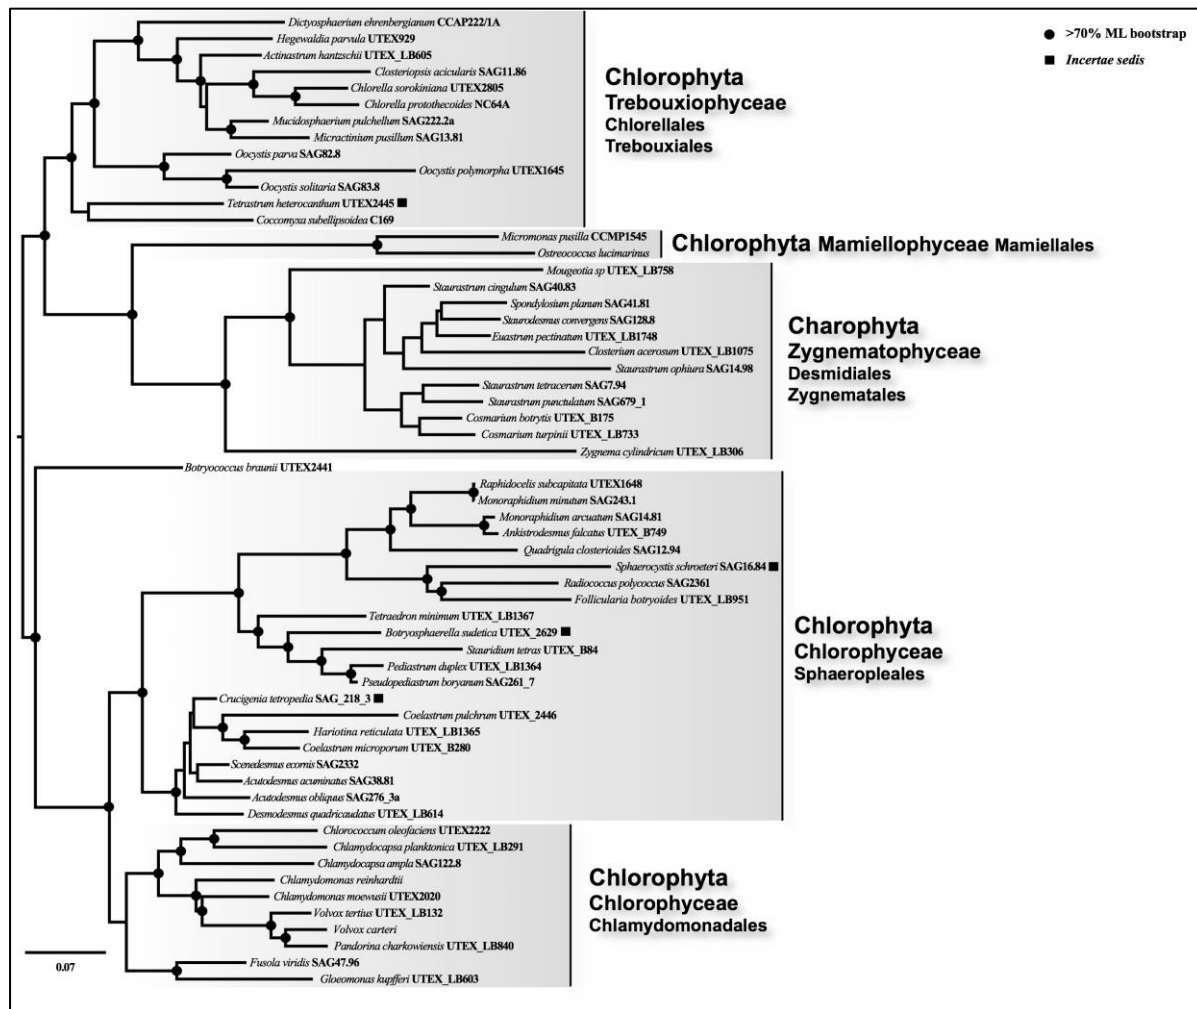 >70% ML bootstrap
Incertae sedis
Dictyosphaerium ehrenbergianum CCAP222/1A
Hegewaldia parvula UTEX929
Actinastrum hantzschii UTEX_LB605
Closteriopsis acicularis SAG11.86
Chlorella sorokiniana UTEX2805
Chlorella protothecoides NC64A
Mucidosphaerium pulchellum SAG222.2a
Micractinium pusillum SAG13.81
Oocystis parva SAG82.8
Oocystis polymorpha UTEX1645
Oocystis solitaria SAG83.8
Tetrastrum heterocanthum UTEX2445
Coccomyxa subellipsoidea C169
Chlorophyta
Trebouxiophyceae
Chlorellales
Trebouxiales
Micromonas pusilla CCMP1545
Ostreococcus lucimarinus
Chlorophyta Mamiellophyceae Mamiellales
Mougeotia sp UTEX_LB758
Staurastrum cingulum SAG40.83
Spondylosium planum SAG41.81
Staurodesmus convergens SAG128.8
Euastrum pectinatum UTEX_LB1748
Closterium acerosum UTEX_LB1075
Staurastrum ophiura SAG14.98
Staurastrum tetracerum SAG7.94
Staurastrum punctulatum SAG679_1
Cosmarium botrytis UTEX_B175
Cosmarium turpinii UTEX_LB733
Zygnema cylindricum UTEX_LB306
Charophyta
Zygnematophyceae
Desmidiales
Zygnematales
Botryococcus braunii UTEX2441
Raphidocelis subcapitata UTEX1648
Monoraphidium minutum SAG243.1
Monoraphidium arcuatum SAG14.81
Ankistrodesmus falcatus UTEX_B749
Quadrigula closterioides SAG12.94
Sphaerocystis schroeteri SAG16.84
Radiococcus polycoccus SAG2361
Follicularia botryoides UTEX_LB951
Tetraedron minimum UTEX_LB1367
Botryosphaerella sudetica UTEX_2629
Stauridium tetras UTEX_B84
Pediastrum duplex UTEX_LB1364
Pseudopediastrum boryanum SAG261_7
Crucigenia tetropedia SAG_218_3
Coelastrum pulchrum UTEX_2446
Hariotina reticulata UTEX_LB1365
Coelastrum microporum UTEX_B280
Scenedesmus ecornis SAG2332
Acutodesmus acuminatus SAG38.81
Acutodesmus obliquus SAG276_3a
Desmodesmus quadricaudatus UTEX_LB614
Chlorophyta
Chlorophyceae
Sphaeropleales
Chlorococcum oleofaciens UTEX2222
Chlamydocapsa planktonica UTEX_LB291
Chlamydocapsa ampla SAG122.8
Chlamydomonas reinhardtii
Chlamydomonas moewusii UTEX2020
Volvox tertius UTEX_LB132
Volvox carteri
Pandorina charkowiensis UTEX_LB840
Fusola viridis SAG47.96
Gloeomonas kupfferi UTEX_LB603
Chlorophyta
Chlorophyceae
Chlamydomonadales
0.07